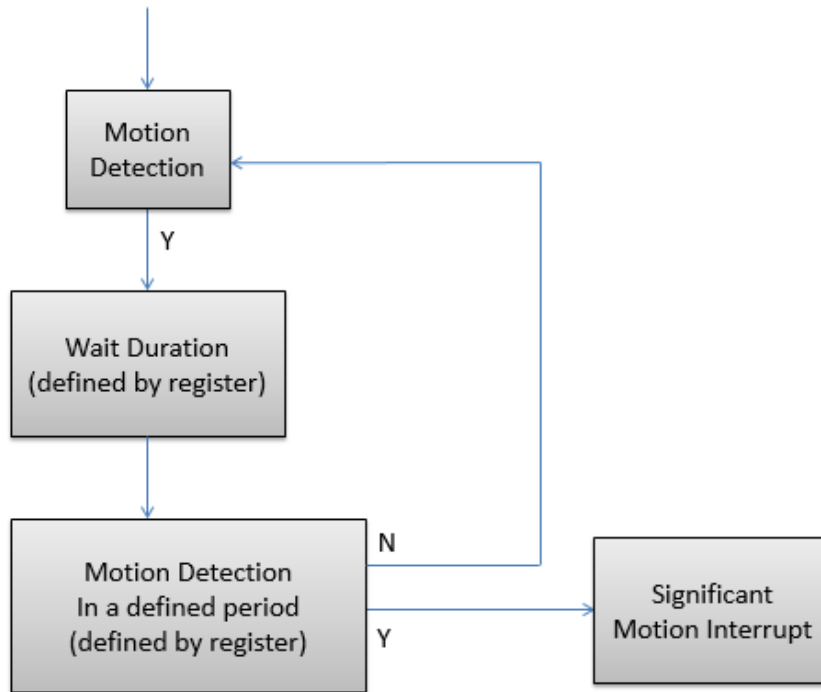 Motion
Detection
Y
Wait Duration
(defined by register)
Motion Detection
In a defined period
(defined by register)
N
Y
Significant
Motion Interrupt